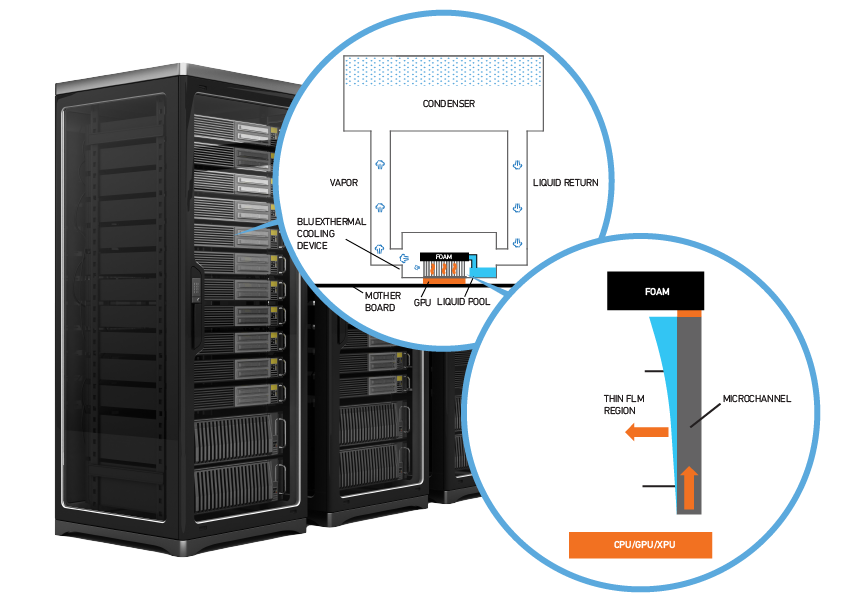 CONDENSER
VAPOR
LIQUID RETURN
BLUEXTHERMAL
COOLING
DEVICE
FOAM
MOTHER
BOARD
GPU
LIQUID POOL
FOAM
THIN FLM
REGION
MICROCHANNEL
CPU/GPU/XPU